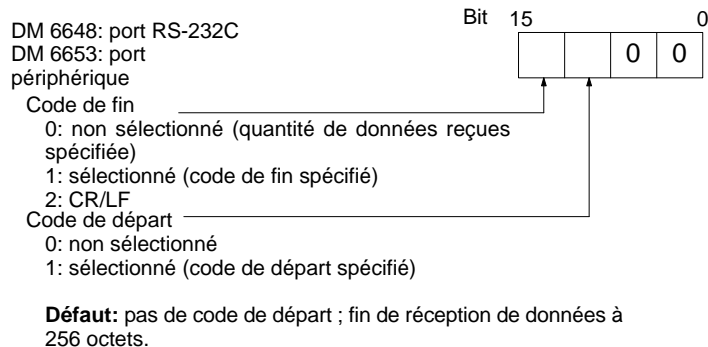 Bit 15 0
DM 6648: port RS-232C
DM 6653: port
périphérique
0 0
Code de fin
0: non sélectionné (quantité de données reçues
spécifiée)
1: sélectionné (code de fin spécifié)
2: CR/LF
Code de départ
0: non sélectionné
1: sélectionné (code de départ spécifié)
Défaut: pas de code de départ ; fin de réception de données à
256 octets.